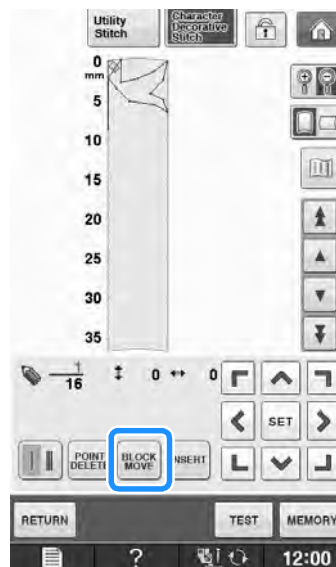 Utility
Stitch
Character
Decorative
Stitch
0
mm
5
10
15
20
25
30
35
1
16
0
0
SET
POINT
DELETE
BLOCK
MOVE
INSERT
RETURN
TEST
MEMORY
?
12:00